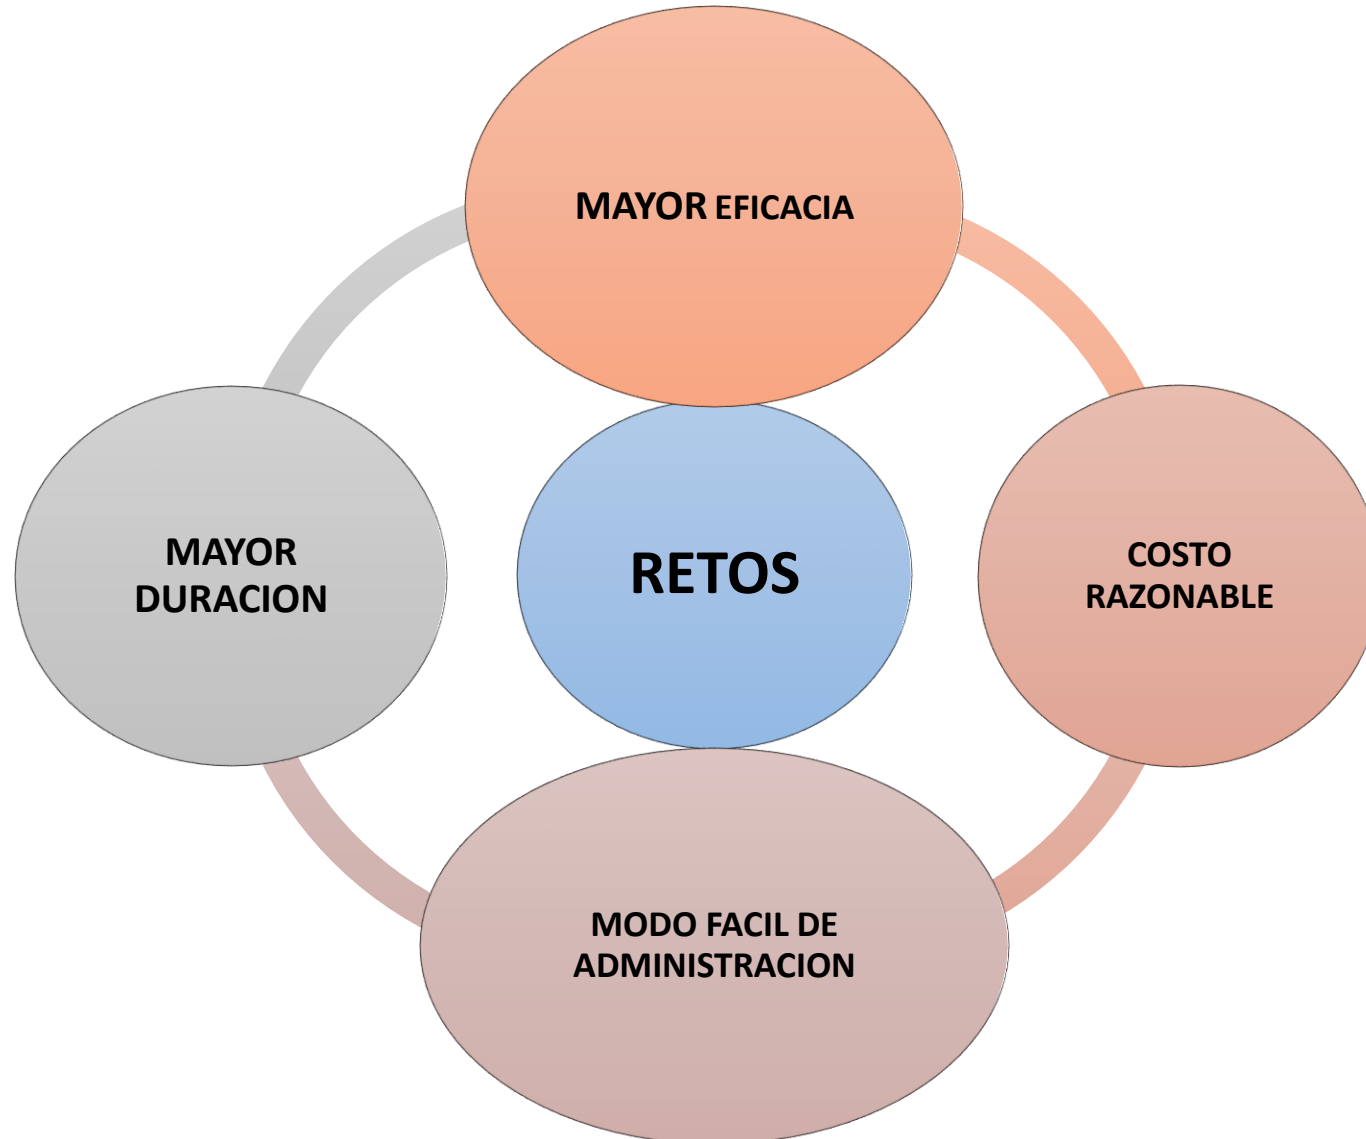 MAYOR EFICACIA
MAYOR
DURACION
RETOS
COSTO
RAZONABLE
MODO FACIL DE
ADMINISTRACION